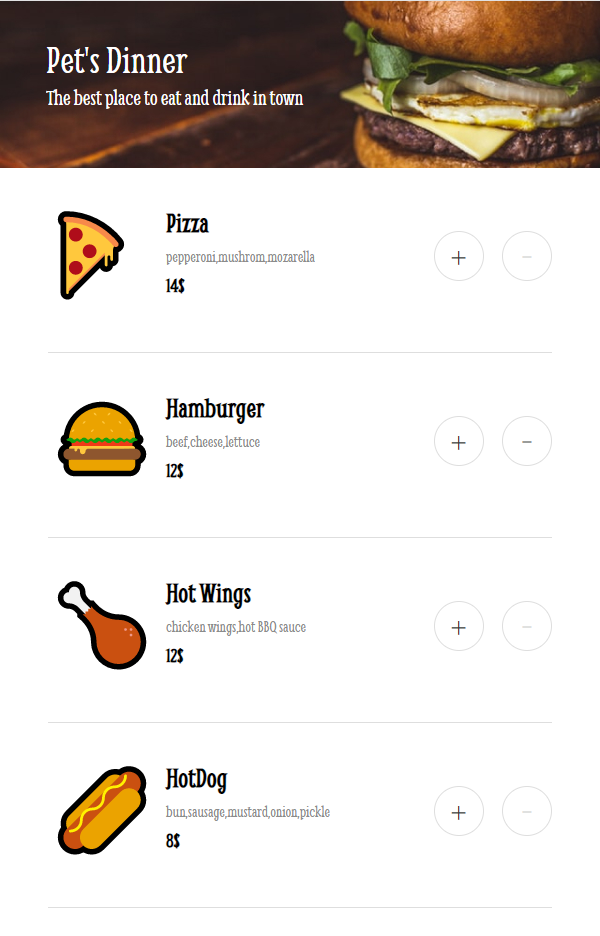 Pet's Dinner
The best place to eat and drink in town
Pizza
pepperoni,mushrom,mozarella
14$
+ −
Hamburger
beef,cheese,lettuce
12$
+ −
Hot Wings
chicken wings,hot BBQ sauce
12$
+ −
HotDog
bun,sausage,mustard,onion,pickle
8$
+ −